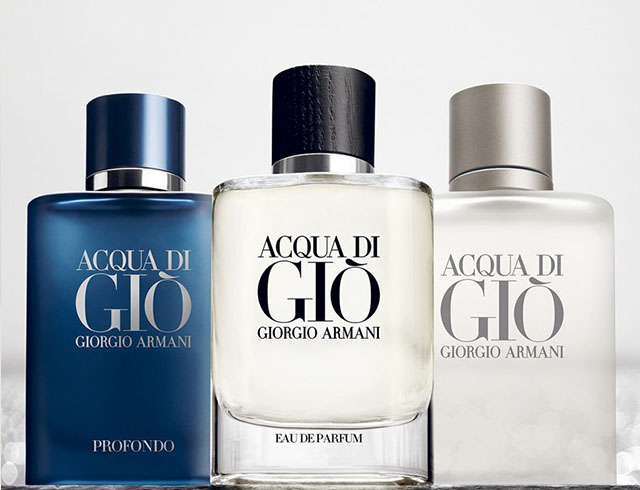 ACQUA DI
GIÒ
GIORGIO ARMANI
PROFONDO
ACQUA DI
GIÒ
GIORGIO ARMANI
EAU DE PARFUM
ACQUA DI
GIÒ
GIORGIO ARMANI